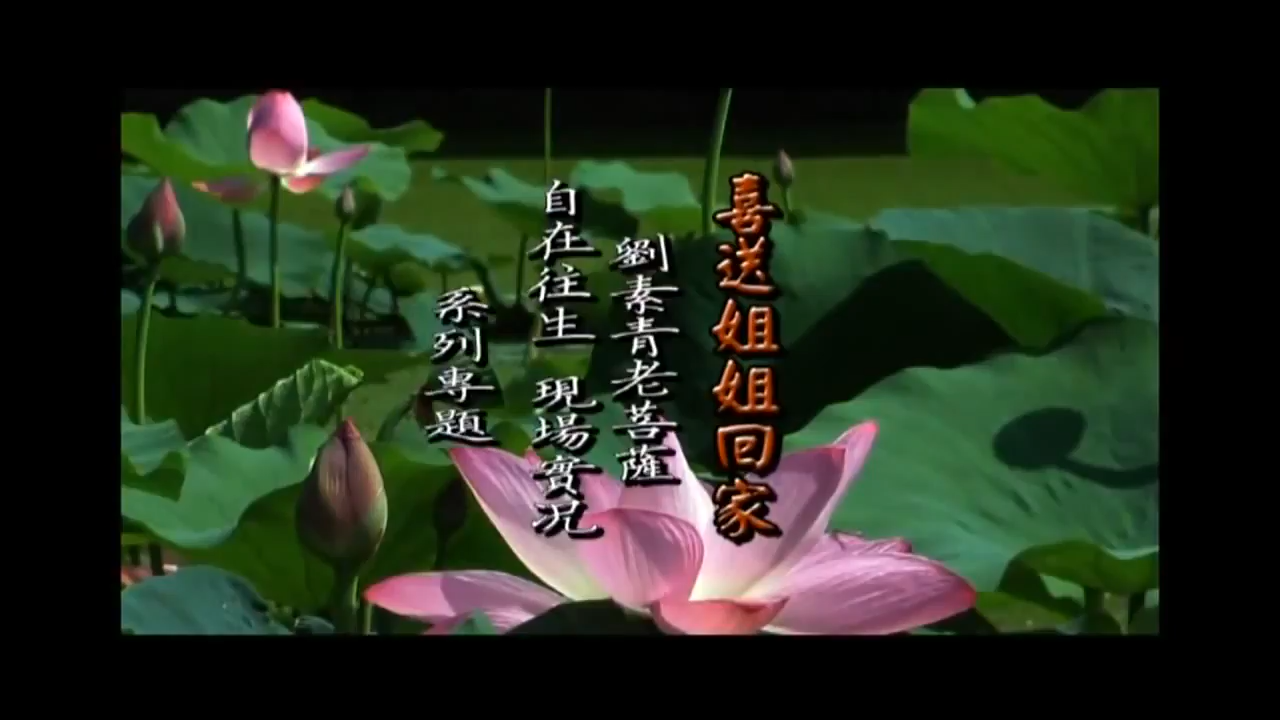 喜送姐姐回家
劉素青老菩薩
自在往生 現場實況
系列專題